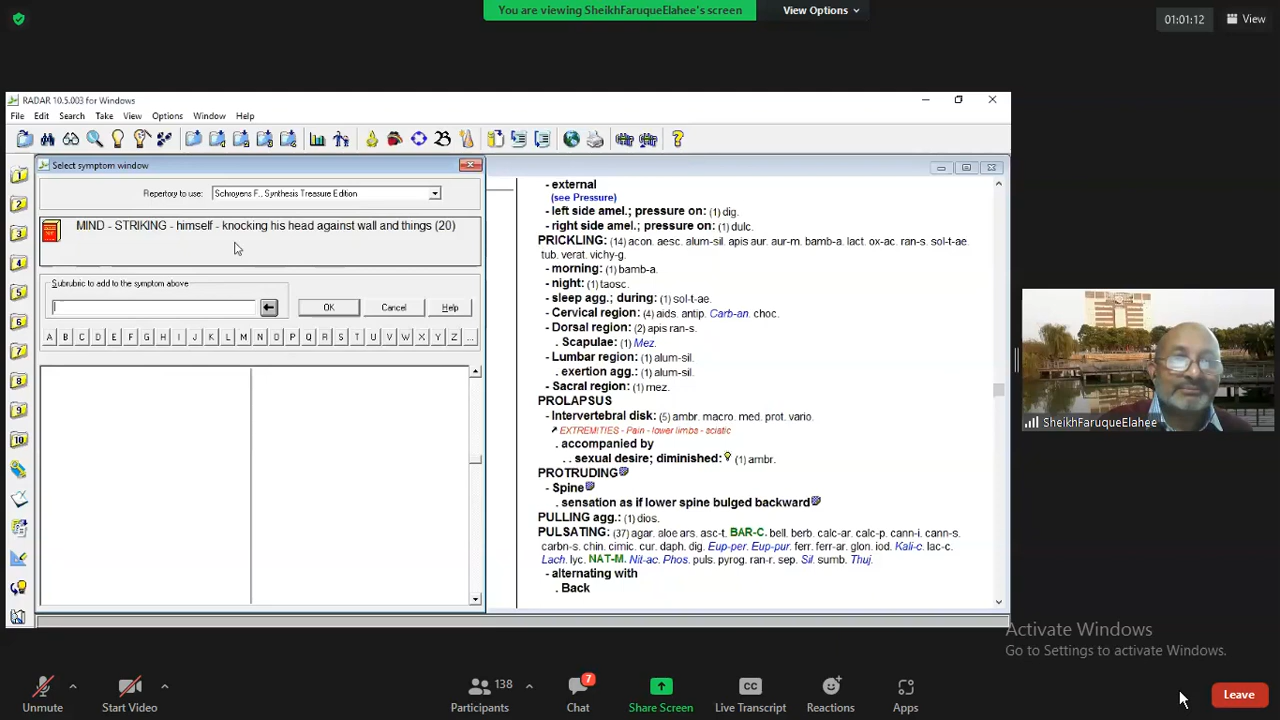 You are viewing SheikhFaruqueElahee's screen
View Options
01:01:12
View
RADAR 10.5.003 for Windows
File Edit Search Take View Options Window Help
Select symptom window
Repertory to use: Schroyens F., Synthesis Treasure Edition
MIND - STRIKING - himself - knocking his head against wall and things (20)
Subrubric to add to the symptom above
OK Cancel Help
A B C D E F G H I J K L M N O P Q R S T U V W X Y Z ...
1
2
3
4
5
6
7
8
9
10
- external
(see Pressure)
- left side amel.; pressure on: (1) dig.
- right side amel.; pressure on: (1) dulc.
PRICKLING: (14) acon. aesc. alum-sil. apis aur. aur-m. bamb-a. lact. ox-ac. ran-s. sol-t-ae.
tub. verat. vichy-g.
- morning: (1) bamb-a.
- night: (1) taosc.
- sleep agg.; during: (1) sol-t-ae.
- Cervical region: (4) aids. antip. Carb-an. choc.
- Dorsal region: (2) apis ran-s.
. Scapulae: (1) Mez.
- Lumbar region: (1) alum-sil.
. exertion agg.: (1) alum-sil.
- Sacral region: (1) mez.
PROLAPSUS
- Intervertebral disk: (5) ambr. macro. med. prot. vario.
EXTREMITIES - Pain - lower limbs - sciatic
. accompanied by
. . sexual desire; diminished: (1) ambr.
PROTRUDING
- Spine
. sensation as if lower spine bulged backward
PULLING agg.: (1) dios.
PULSATING: (37) agar. aloe ars. asc-t. BAR-C. bell. berb. calc-ar. calc-p. cann-i. cann-s.
carbn-s. chin. cimic. cur. daph. dig. Eup-per. Eup-pur. ferr. ferr-ar. glon. iod. Kali-c. lac-c.
Lach. lyc. NAT-M. Nit-ac. Phos. puls. pyrog. ran-r. sep. Sil. sumb. Thuj.
- alternating with
. Back
SheikhFaruqueElahee
Activate Windows
Go to Settings to activate Windows.
138
7
Unmute Start Video Participants Chat Share Screen Live Transcript Reactions Apps Leave